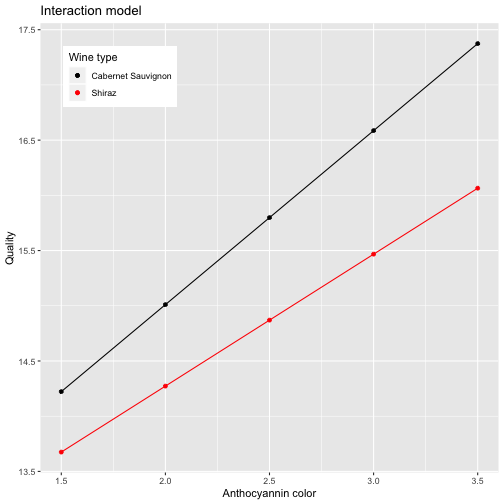 Interaction model
17.5
16.5
15.5
14.5
13.5
Quality
Wine type
Cabernet Sauvignon
Shiraz
1.5 2.0 2.5 3.0 3.5
Anthocyannin color